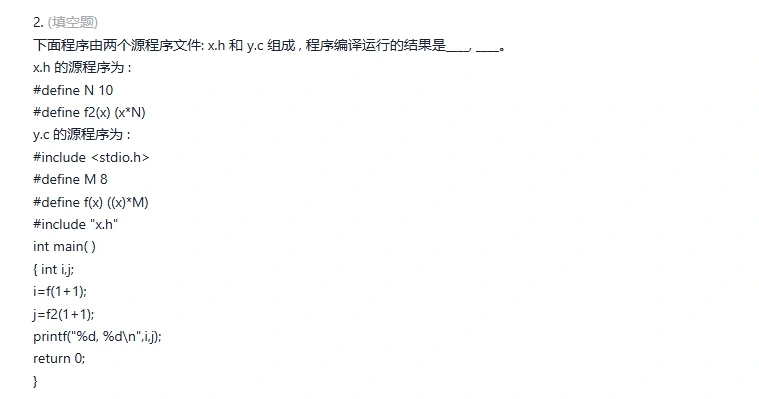 2. (填空题)
下面程序由两个源程序文件: x.h 和 y.c 组成 , 程序编译运行的结果是____, ____。
x.h 的源程序为 :
#define N 10
#define f2(x) (x*N)
y.c 的源程序为 :
#include <stdio.h>
#define M 8
#define f(x) ((x)*M)
#include "x.h"
int main( )
{ int i,j;
i=f(1+1);
j=f2(1+1);
printf("%d, %d\n",i,j);
return 0;
}